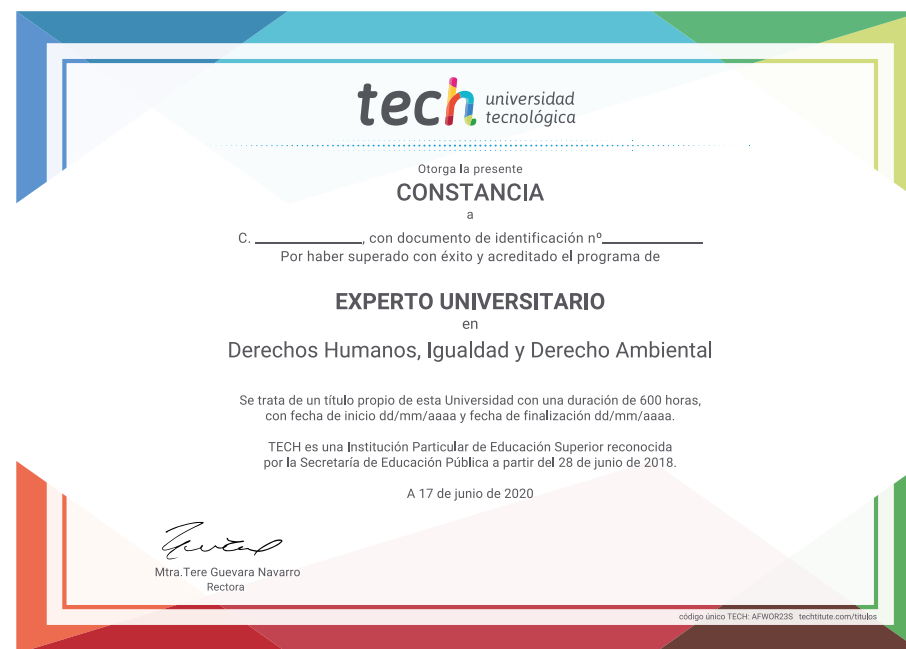 tech universidad
tecnológica
Otorga la presente
CONSTANCIA
a
C. ____________, con documento de identificación nº____________
Por haber superado con éxito y acreditado el programa de
EXPERTO UNIVERSITARIO
en
Derechos Humanos, Igualdad y Derecho Ambiental
Se trata de un título propio de esta Universidad con una duración de 600 horas,
con fecha de inicio dd/mm/aaaa y fecha de finalización dd/mm/aaaa.
TECH es una Institución Particular de Educación Superior reconocida
por la Secretaría de Educación Pública a partir del 28 de junio de 2018.
A 17 de junio de 2020
Mtra.Tere Guevara Navarro
Rectora
código único TECH: AFWOR23S techtitute.com/titulos